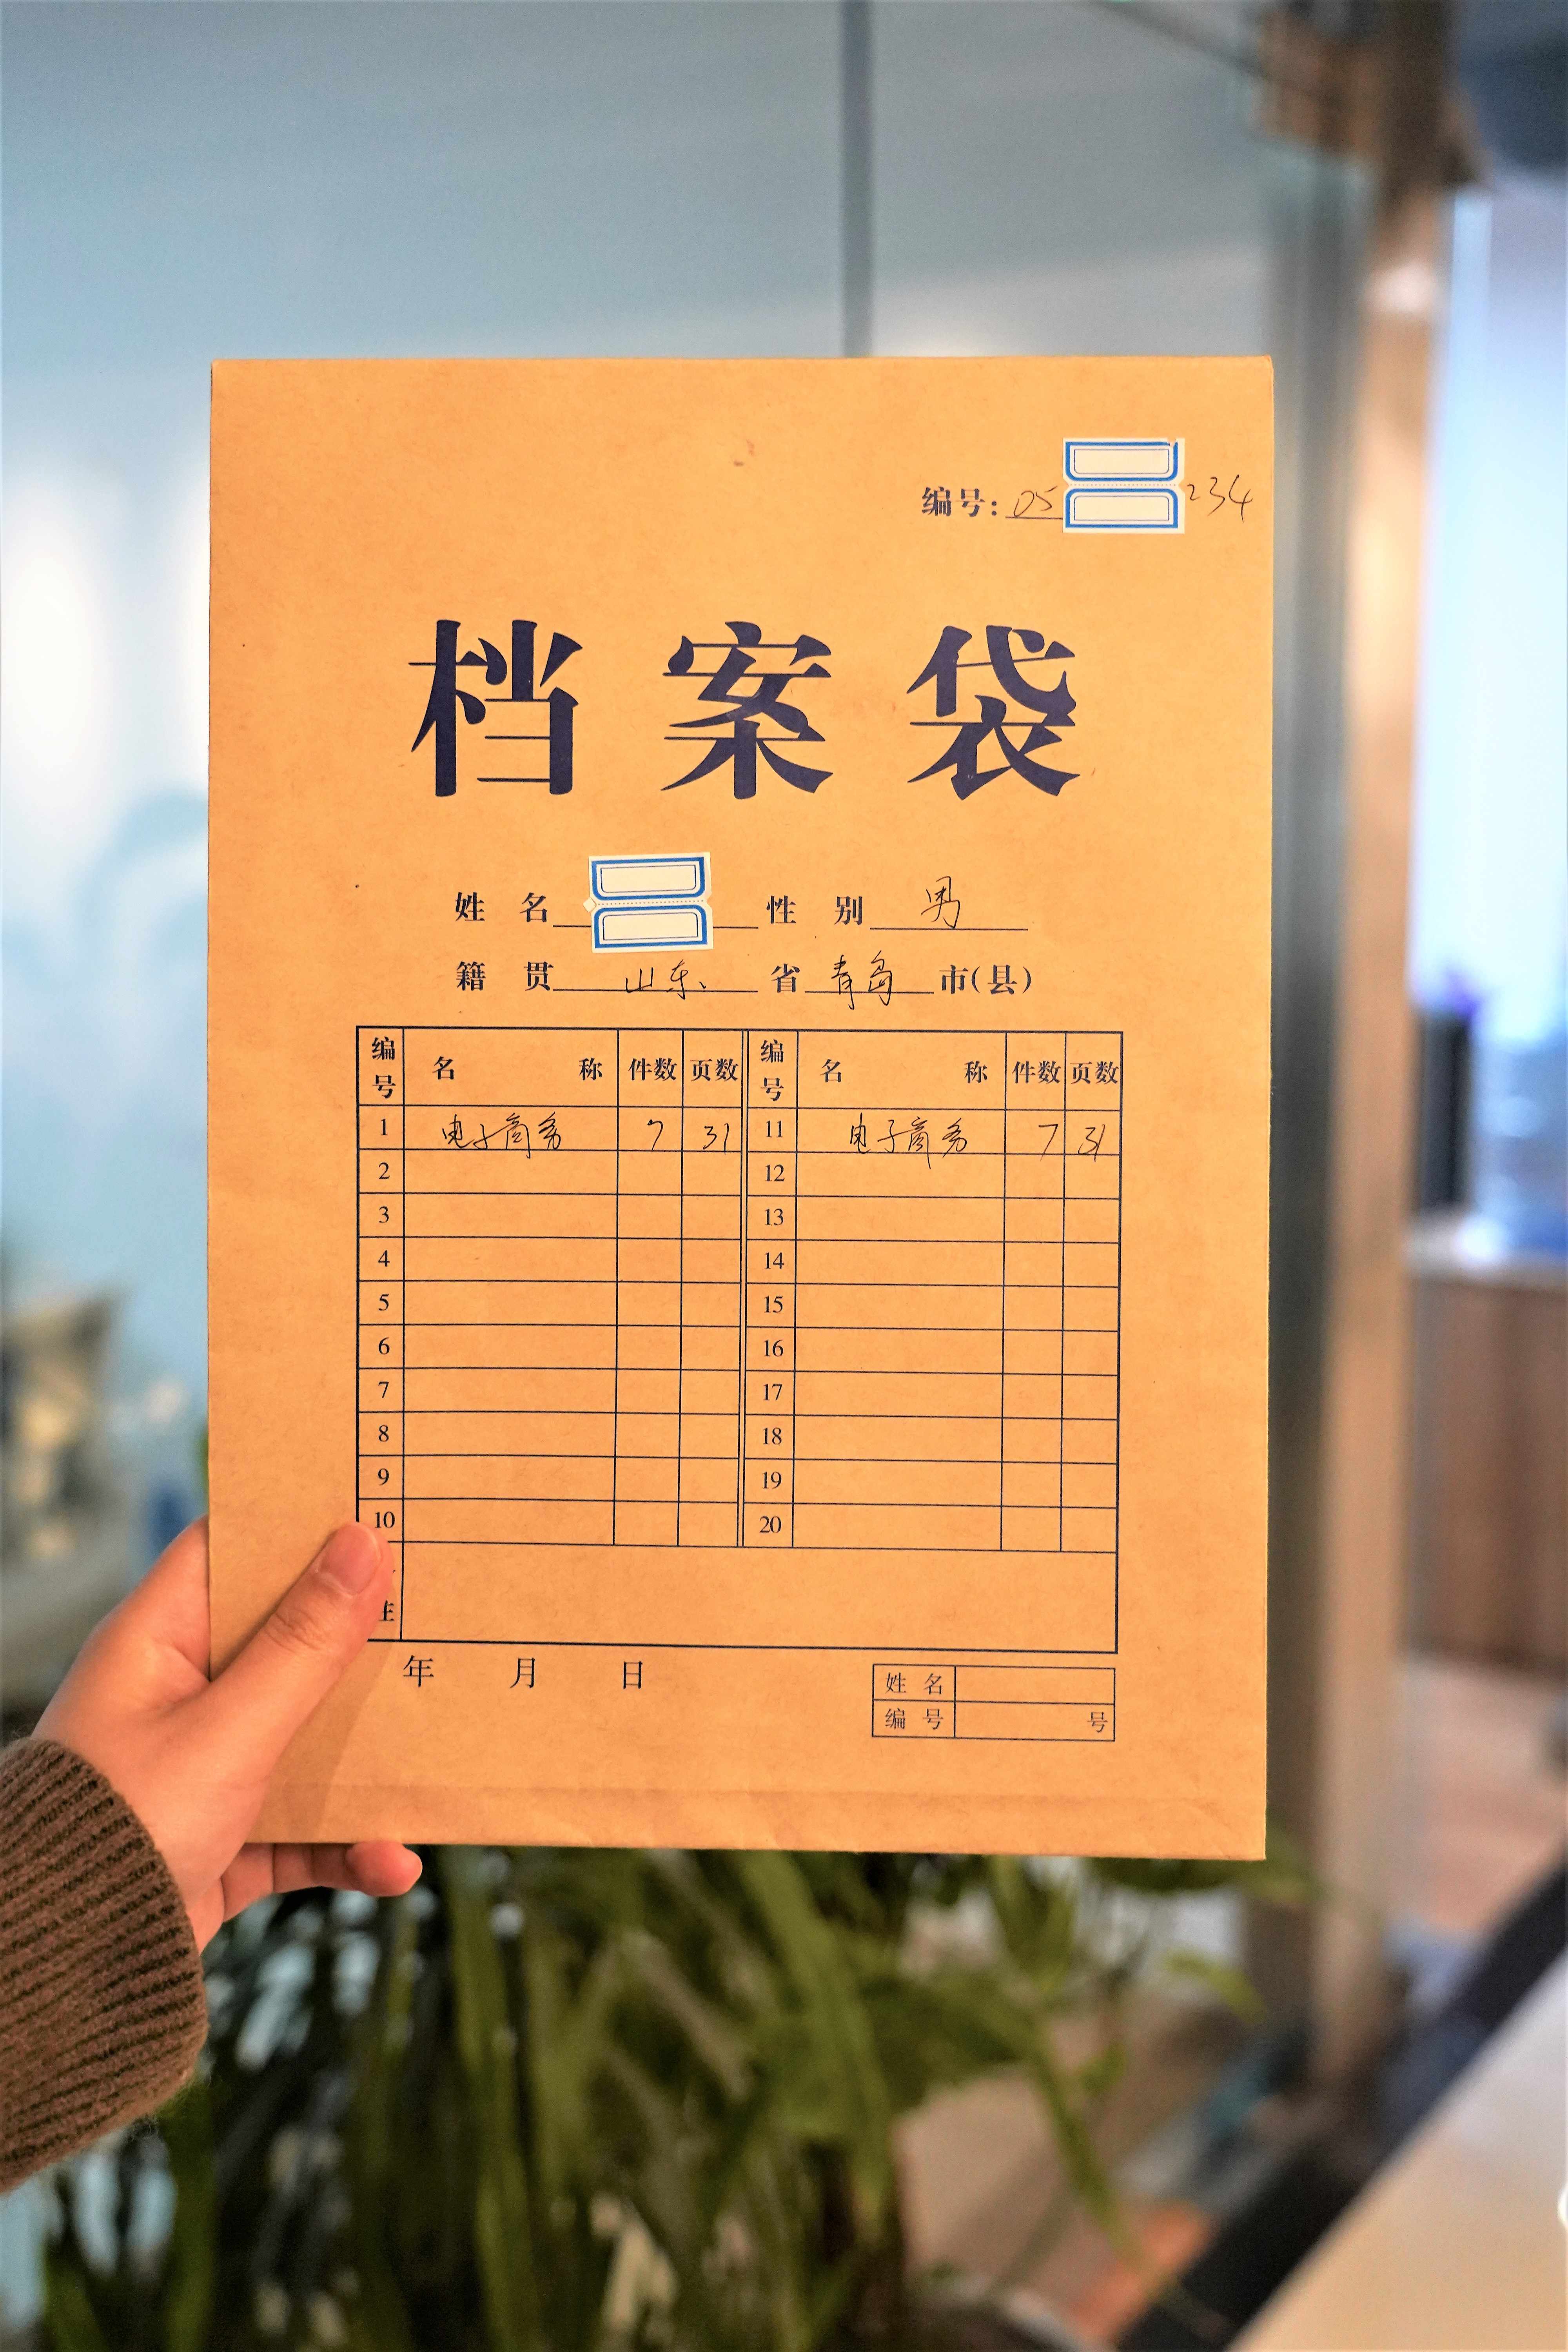 编号: 05 234
档案袋
姓名 性别 男
籍贯 山东 省 青岛 市(县)
编号 名称 件数 页数 编号 名称 件数 页数
1 电子商务 7 31 11 电子商务 7 31
2 12
3 13
4 14
5 15
6 16
7 17
8 18
9 19
10 20
注
年 月 日
姓名
编号 号